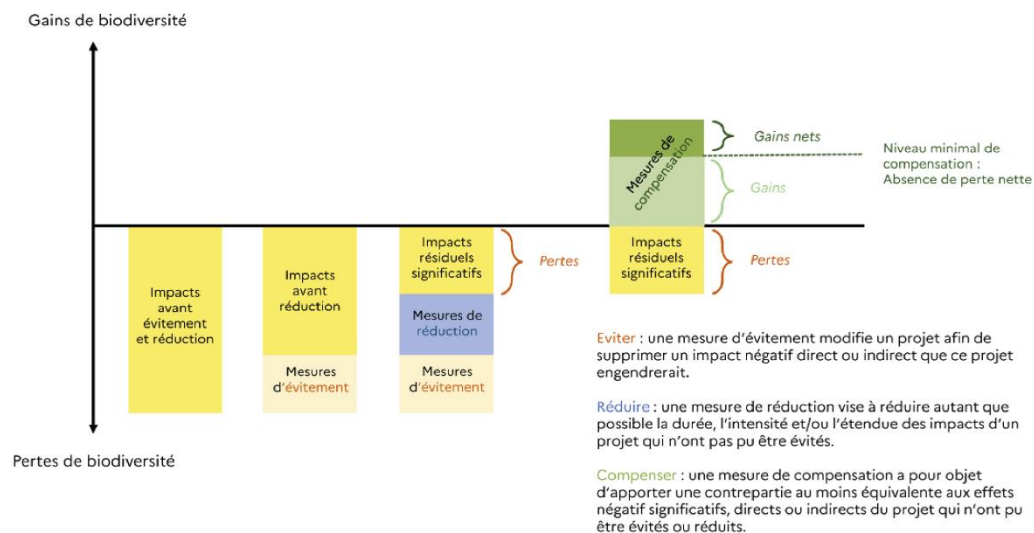 Gains de biodiversité
Gains nets
Mesures de
compensation
Niveau minimal de
compensation :
Absence de perte nette
Gains
Impacts
avant
évitement
et réduction
Impacts
avant
réduction
Mesures
d'évitement
Impacts
résiduels
significatifs
Pertes
Mesures de
réduction
Mesures
d'évitement
Impacts
résiduels
significatifs
Pertes
Pertes de biodiversité
Eviter : une mesure d'évitement modifie un projet afin de
supprimer un impact négatif direct ou indirect que ce projet
engendrerait.
Réduire : une mesure de réduction vise à réduire autant que
possible la durée, l'intensité et/ou l'étendue des impacts d'un
projet qui n'ont pas pu être évités.
Compenser : une mesure de compensation a pour objet
d'apporter une contrepartie au moins équivalente aux effets
négatif significatifs, directs ou indirects du projet qui n'ont pu
être évités ou réduits.